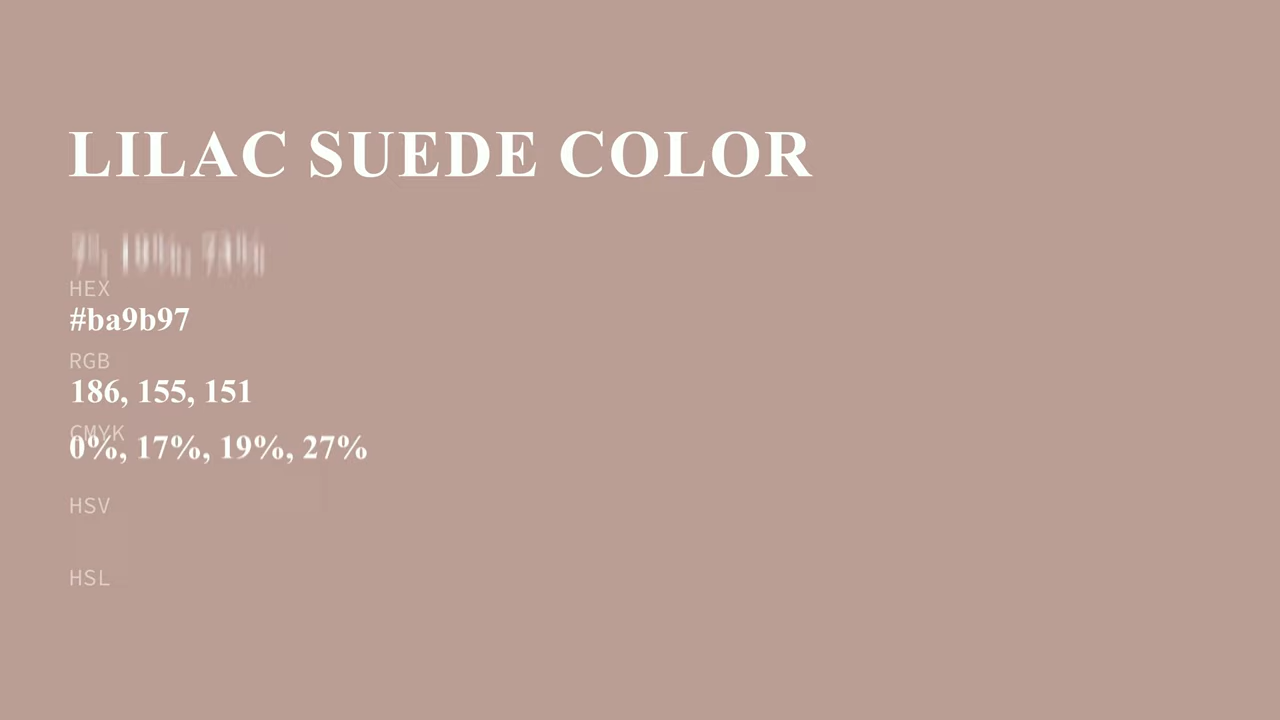 LILAC SUEDE COLOR
HEX
#ba9b97
RGB
186, 155, 151
CMYK
0%, 17%, 19%, 27%
HSV
HSL